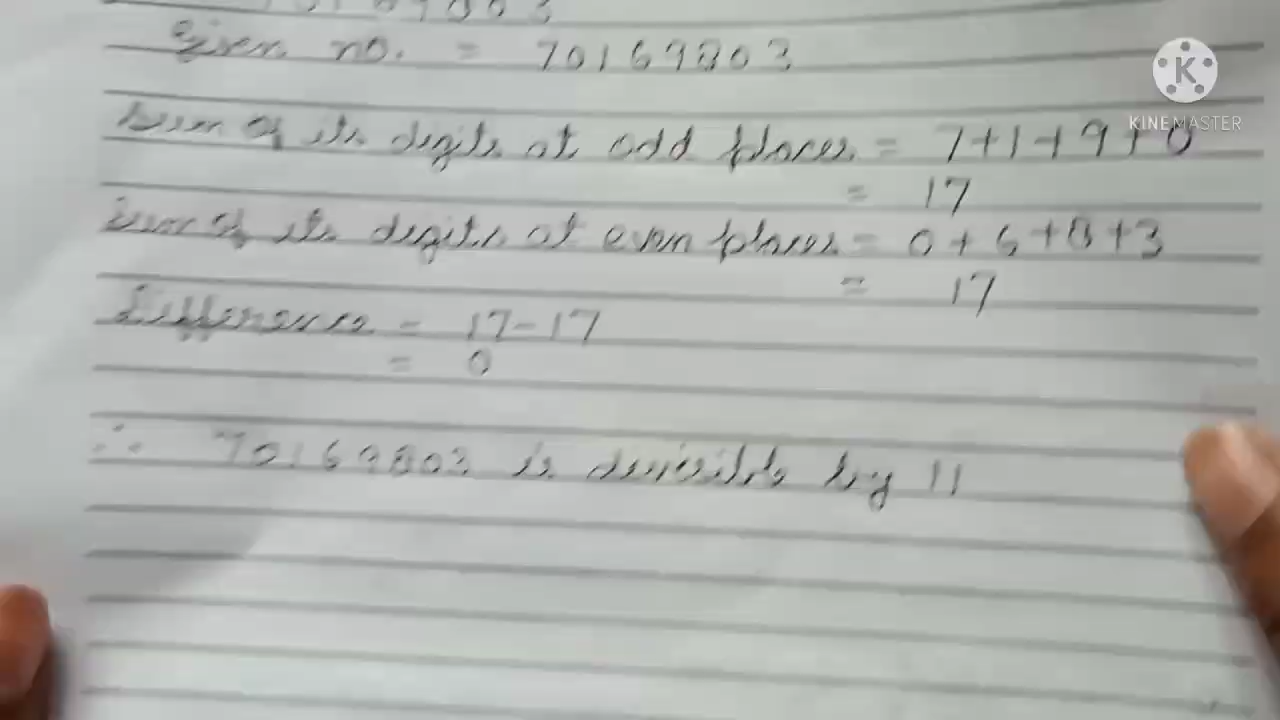 Given no. = 70169803
KINEMASTER
Sum of its digits at odd places = 7+1+9+0
= 17
Sum of its digits at even places = 0+6+8+3
= 17
Difference = 17-17
= 0
∴ 70169803 is divisible by 11